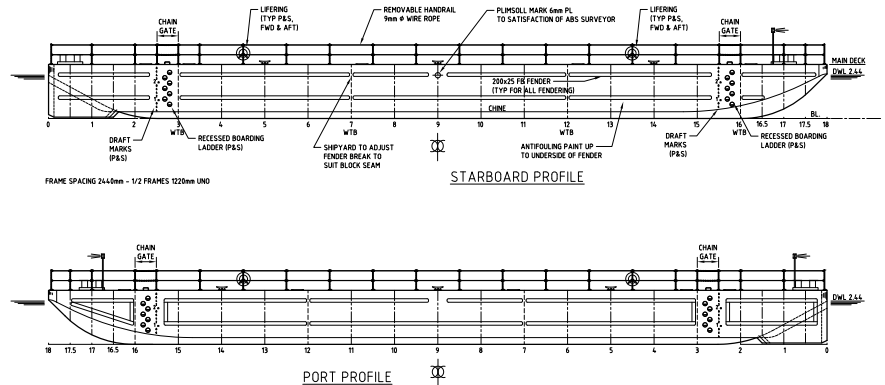 CHAIN
GATE
LIFERING
(TYP P&S,
FWD & AFT)
REMOVABLE HANDRAIL
9mm ϕ WIRE ROPE
PLIMSOLL MARK 6mm PL
TO SATISFACTION OF ABS SURVEYOR
LIFERING
(TYP P&S,
FWD & AFT)
CHAIN
GATE
MAIN DECK
DWL 2.44
200x25 FB FENDER
(TYP FOR ALL FENDERING)
CHINE
BL.
0 1 2 3 4 5 6 7 8 9 10 11 12 13 14 15 16 16.5 17 17.5 18
WTB WTB WTB WTB
DRAFT
MARKS
(P&S)
RECESSED BOARDING
LADDER (P&S)
SHIPYARD TO ADJUST
FENDER BREAK TO
SUIT BLOCK SEAM
ANTIFOULING PAINT UP
TO UNDERSIDE OF FENDER
DRAFT
MARKS
(P&S)
RECESSED BOARDING
LADDER (P&S)
FRAME SPACING 2440mm - 1/2 FRAMES 1220mm UNO
STARBOARD PROFILE
CHAIN
GATE
CHAIN
GATE
DWL 2.44
18 17.5 17 16.5 16 15 14 13 12 11 10 9 8 7 6 5 4 3 2 1 0
PORT PROFILE